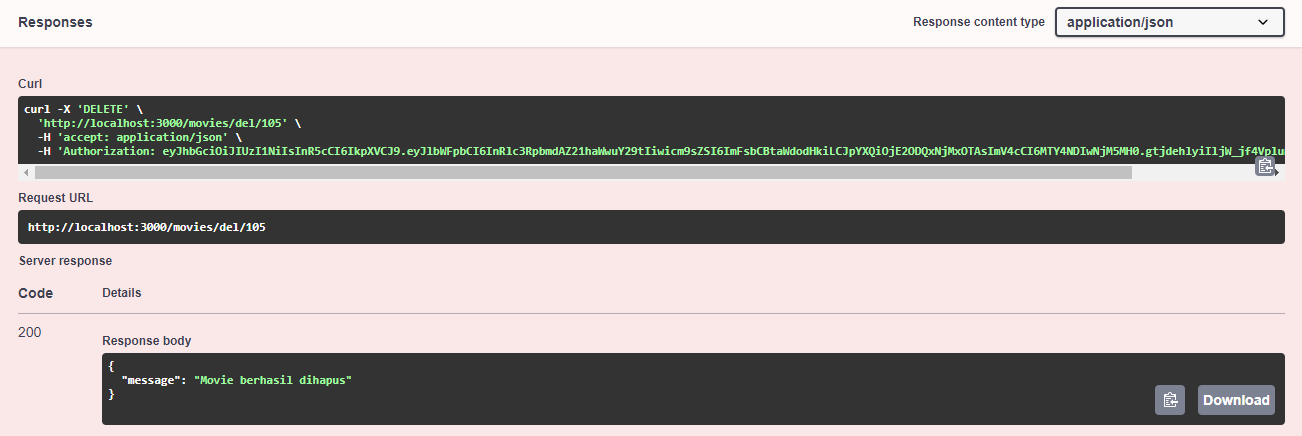 Responses
Response content type
application/json
Curl
curl -X 'DELETE' \
'http://localhost:3000/movies/del/105' \
-H 'accept: application/json' \
-H 'Authorization: eyJhbGciOiJIUzI1NiIsInR5cCI6IkpXVCJ9.eyJlbWFpbCI6InRlc3RpbmdAZ21haWwuY29tIiwicm9sZSI6ImFsbCBtaWdodHkiLCJpYXQiOjE2ODQxNjMxOTAsImV4cCI6MTY4NDIwNjM5MH0.gtjdehlyiIljW_jf4Vplu
Request URL
http://localhost:3000/movies/del/105
Server response
Code
Details
200
Response body
{
"message": "Movie berhasil dihapus"
}
Download